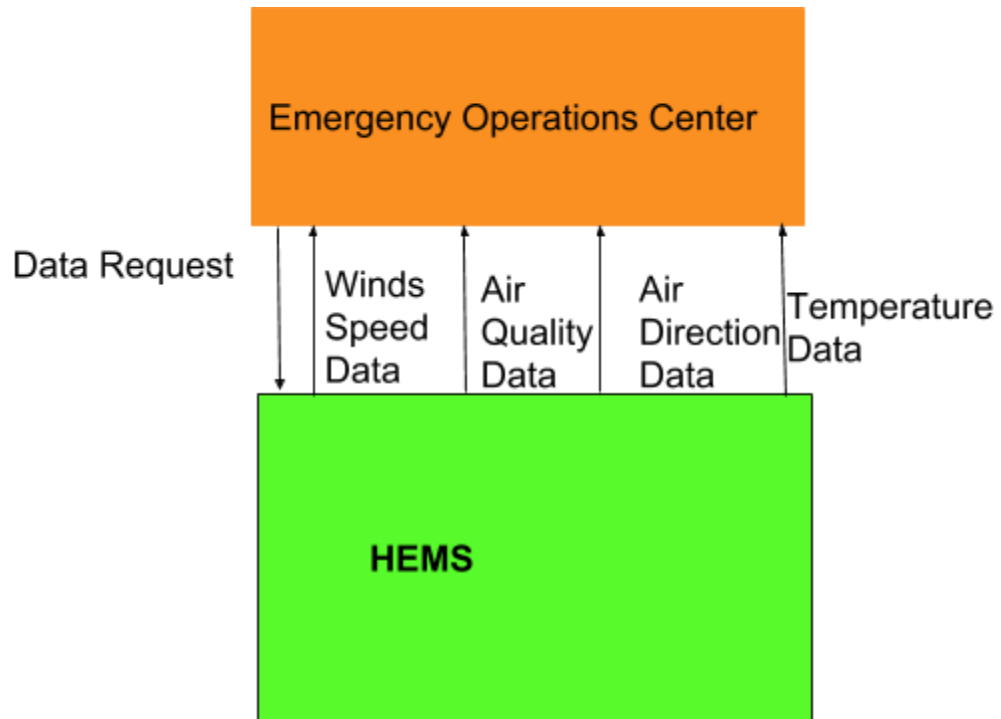 Emergency Operations Center
Data Request
Winds
Speed
Data
Air
Quality
Data
Air
Direction
Data
Temperature
Data
HEMS